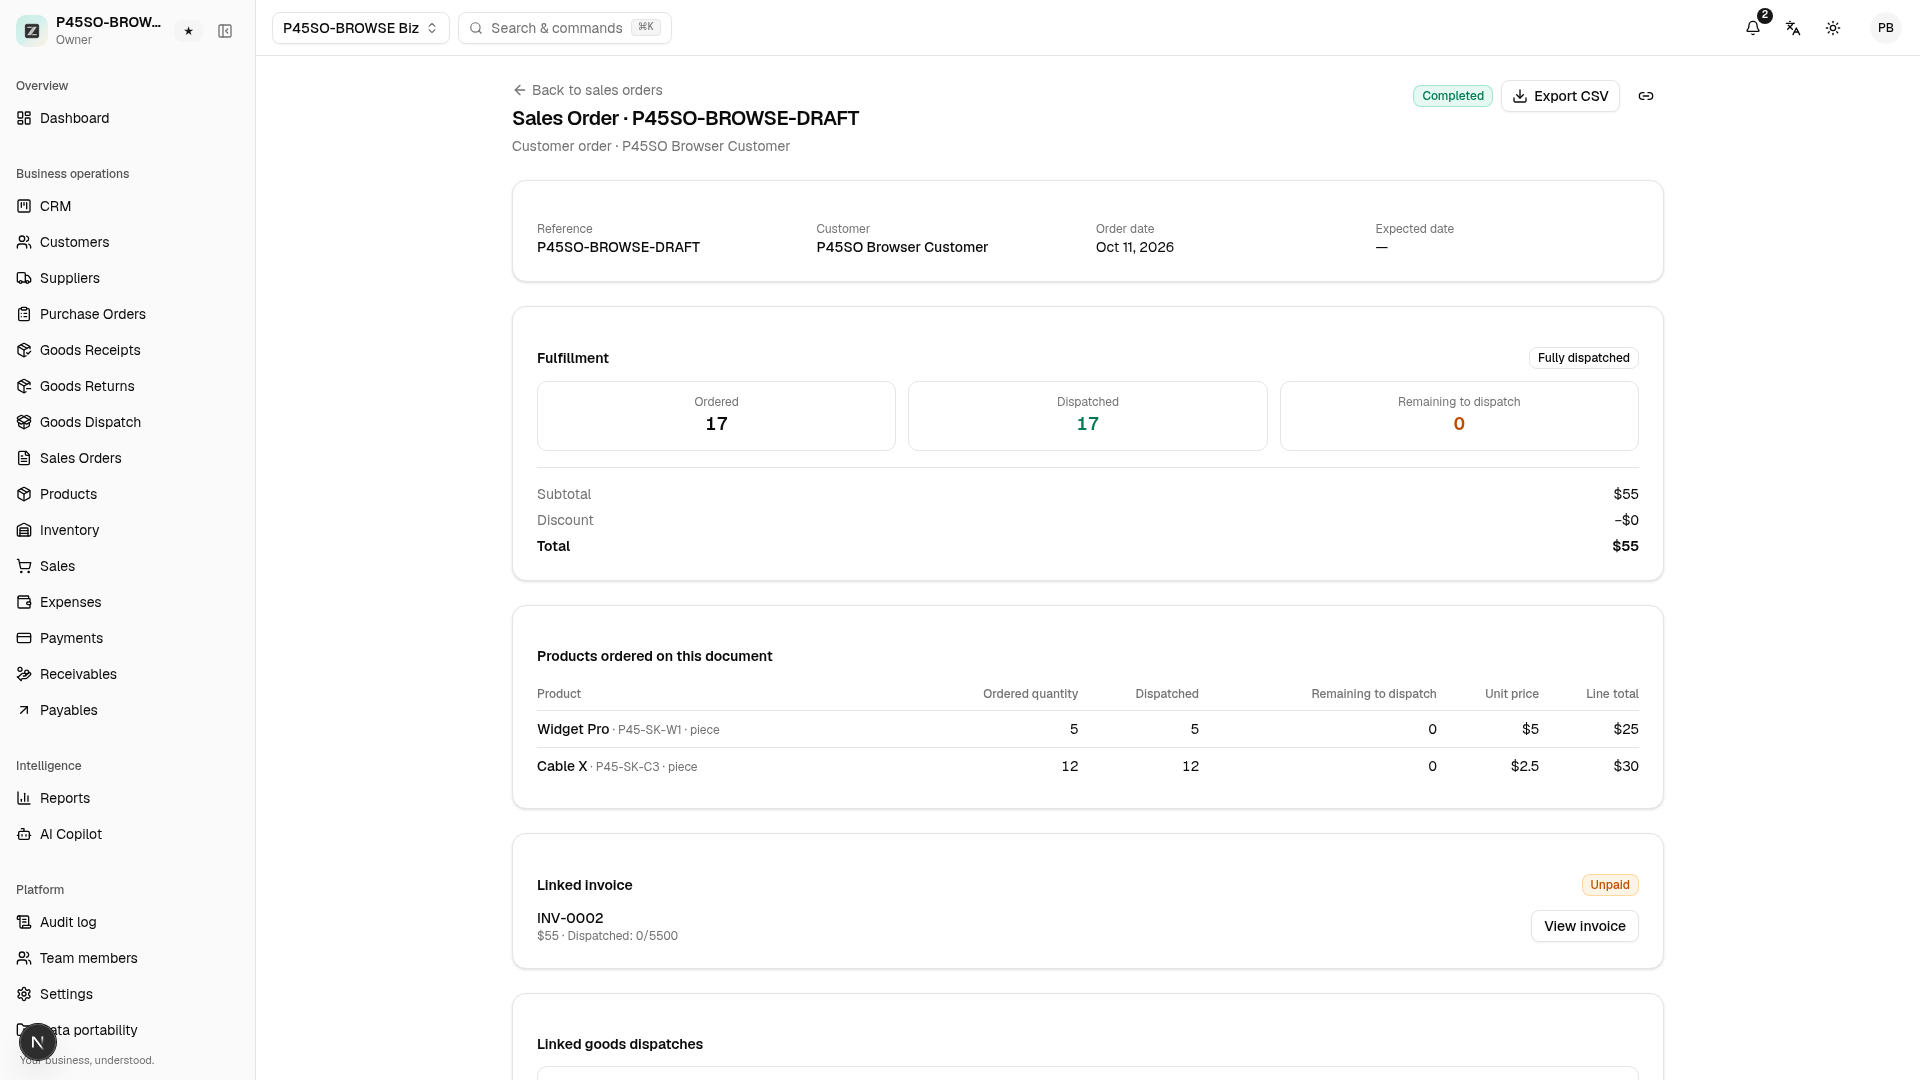 P45SO-BROW...
Owner
P45SO-BROWSE Biz
Search & commands ⌘K
2
PB
Overview
Dashboard
Business operations
CRM
Customers
Suppliers
Purchase Orders
Goods Receipts
Goods Returns
Goods Dispatch
Sales Orders
Products
Inventory
Sales
Expenses
Payments
Receivables
Payables
Intelligence
Reports
AI Copilot
Platform
Audit log
Team members
Settings
ata portability
N
Your business, understood.
Back to sales orders
Sales Order · P45SO-BROWSE-DRAFT
Customer order · P45SO Browser Customer
Completed
Export CSV
Reference Customer Order date Expected date
P45SO-BROWSE-DRAFT P45SO Browser Customer Oct 11, 2026 —
Fulfillment Fully dispatched
Ordered Dispatched Remaining to dispatch
17 17 0
Subtotal $55
Discount −$0
Total $55
Products ordered on this document
Product Ordered quantity Dispatched Remaining to dispatch Unit price Line total
Widget Pro · P45-SK-W1 · piece 5 5 0 $5 $25
Cable X · P45-SK-C3 · piece 12 12 0 $2.5 $30
Linked invoice Unpaid
INV-0002
$55 · Dispatched: 0/5500
View invoice
Linked goods dispatches